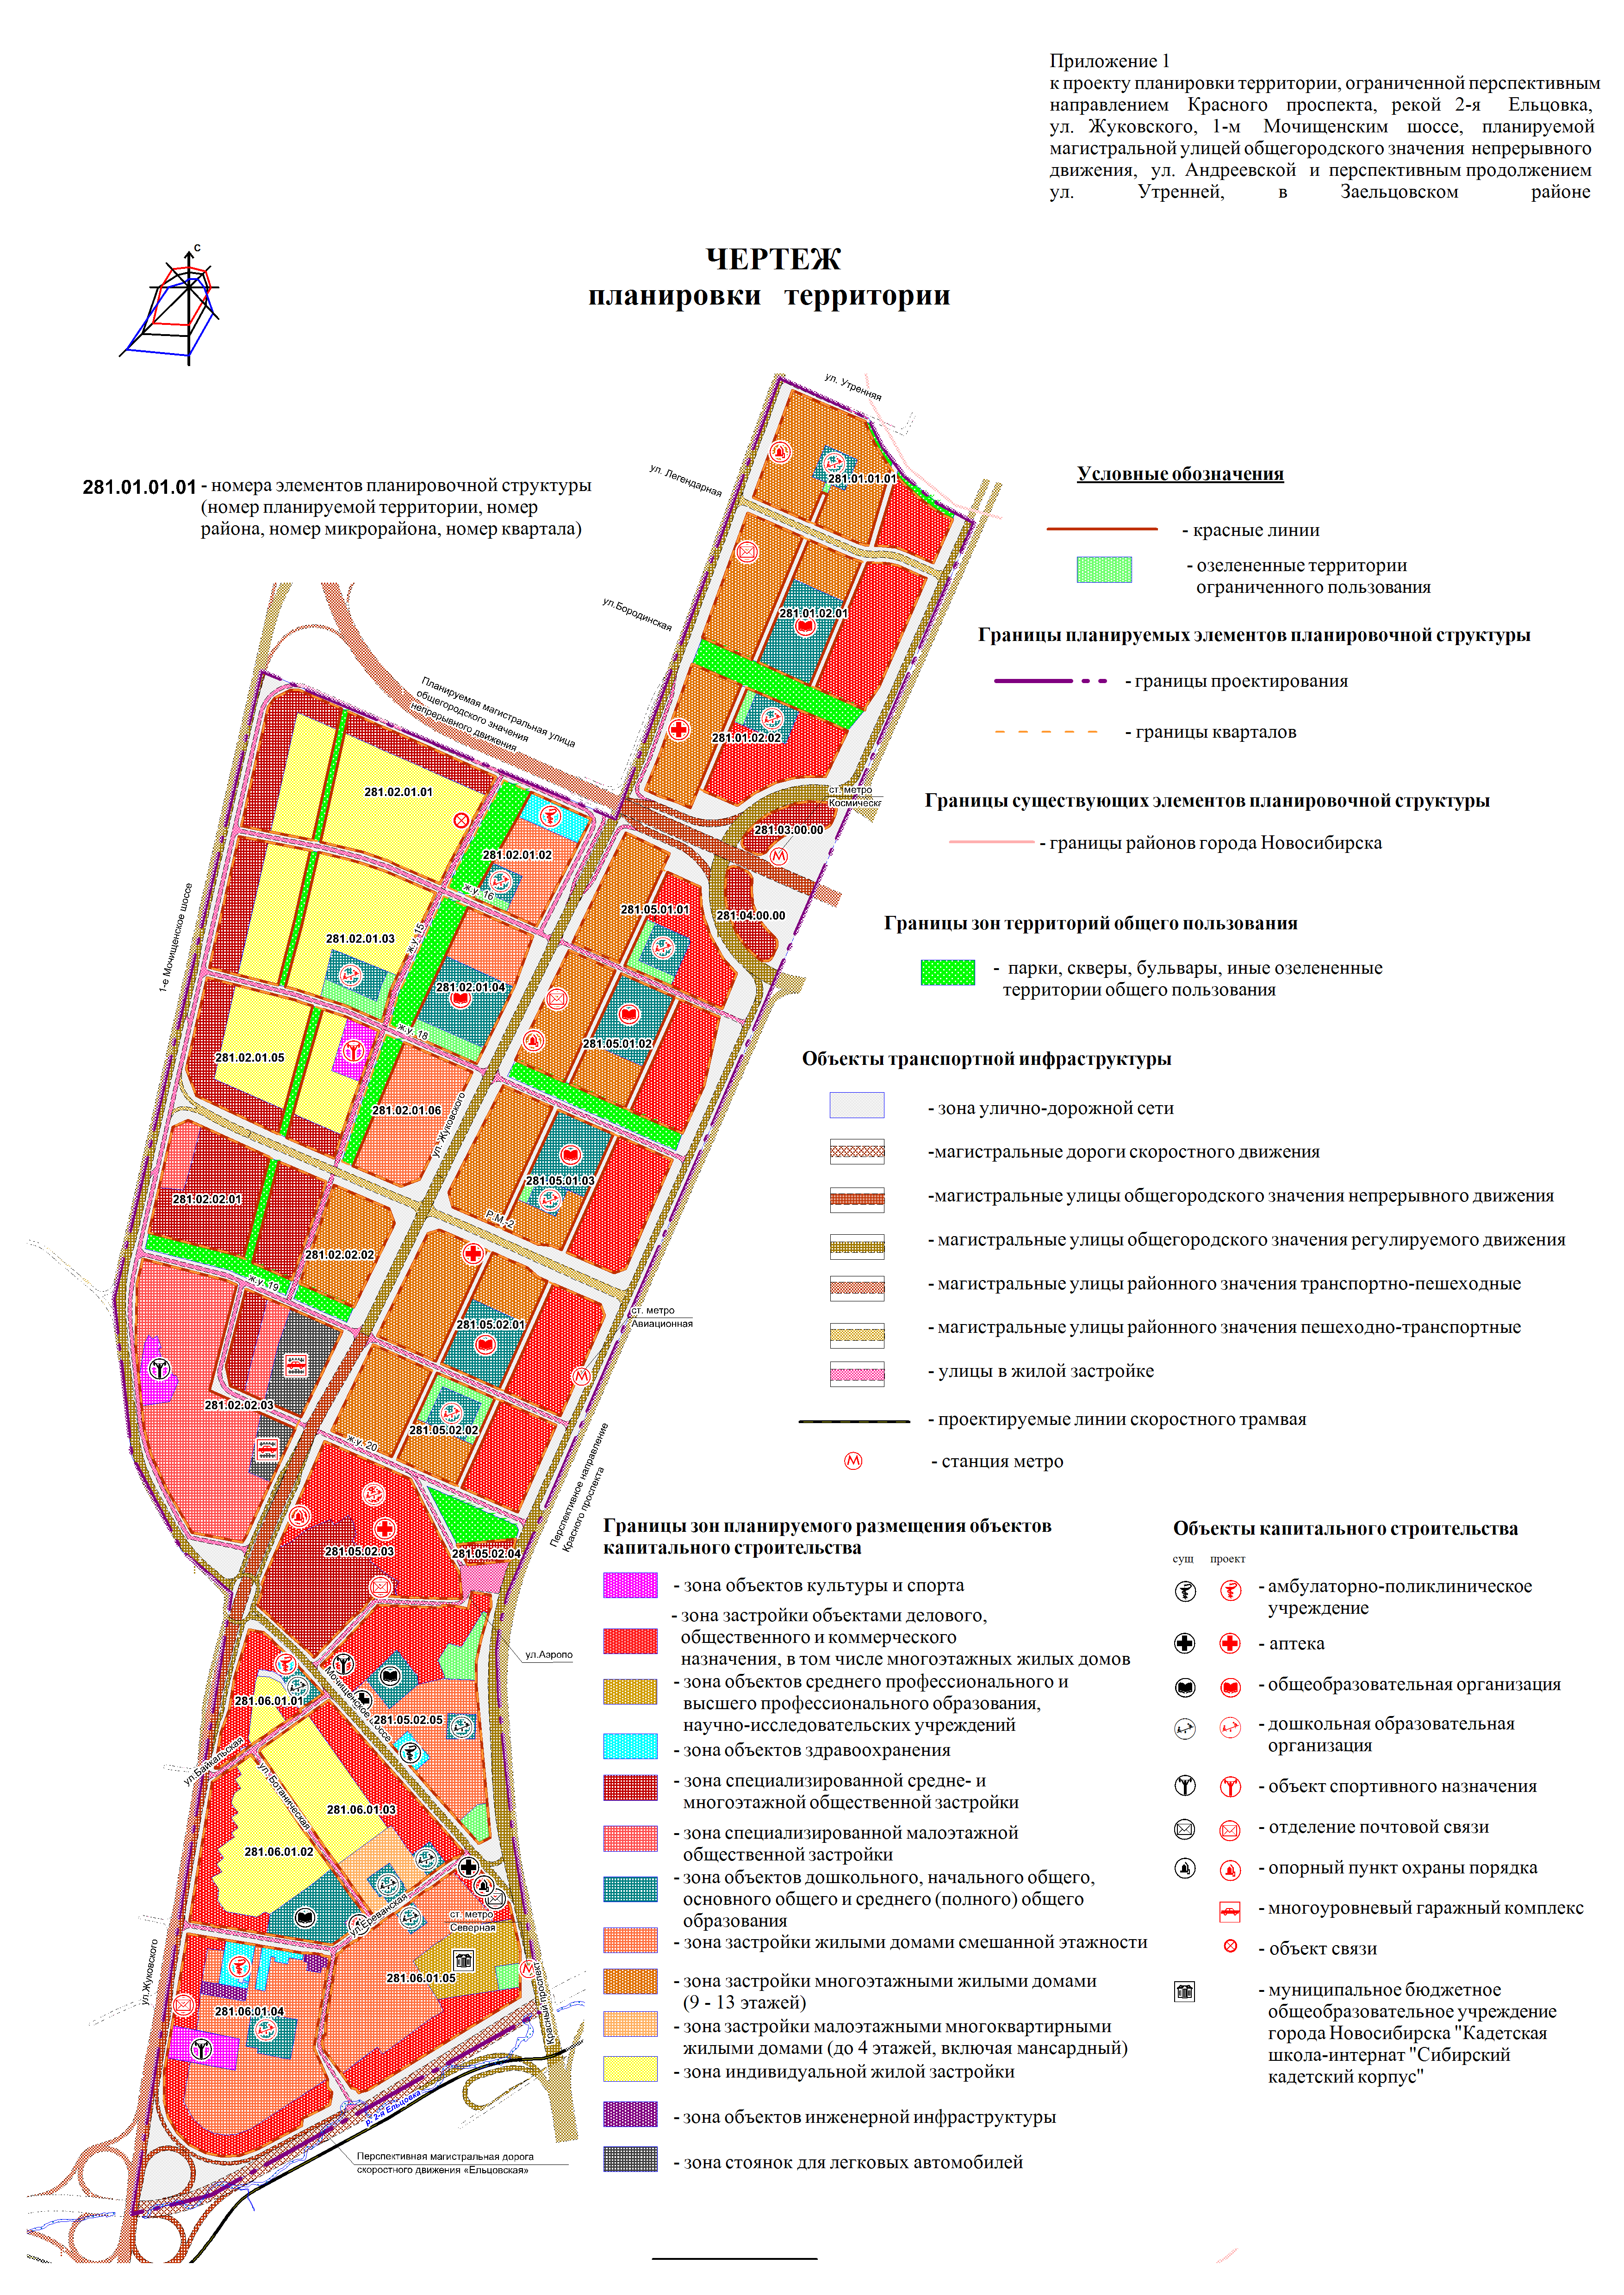 Приложение 1
к проекту планировки территории, ограниченной перспективным
направлением Красного проспекта, рекой 2-я Ельцовка,
ул. Жуковского, 1-м Мочищенским шоссе, планируемой
магистральной улицей общегородского значения непрерывного
движения, ул. Андреевской и перспективным продолжением
ул. Утренней, в Заельцовском районе
С
ЧЕРТЕЖ
планировки территории
281.01.01.01 - номера элементов планировочной структуры
(номер планируемой территории, номер
района, номер микрорайона, номер квартала)
ул. Утренняя
ул. Легендарная
281.01.01.01
ул.Бородинская
281.01.02.01
281.01.02.02
Планируемая магистральная улица
общегородского значения
непрерывного движения
ст. метро
Космическ
281.03.00.00
281.04.00.00
281.02.01.01
281.02.01.02
ж.у. 16
281.05.01.01
1-е Мочищенское шоссе
281.02.01.03
ж.у. 15
281.02.01.04
ж.у. 18
281.05.01.02
281.02.01.05
281.02.01.06
ул. Жуковского
281.05.01.03
281.02.02.01
Р.М.-2
281.02.02.02
ж.у. 19
ст. метро
Авиационная
281.05.02.01
281.02.02.03
281.05.02.02
ж.у. 20
Перспективное направление
Красного проспекта
281.05.02.03
281.05.02.04
ул.Аэропо
281.06.01.01
Мочищенское шоссе
281.05.02.05
ул.Байкальская
ул.Ботаническая
281.06.01.03
281.06.01.02
ул.Ереванская
ст. метро
Северная
281.06.01.05
ул.Жуковского
281.06.01.04
Красный проспект
р. 2-я Ельцовка
Перспективная магистральная дорога
скоростного движения «Ельцовская»
Условные обозначения
- красные линии
- озелененные территории
ограниченного пользования
Границы планируемых элементов планировочной структуры
- границы проектирования
- границы кварталов
Границы существующих элементов планировочной структуры
- границы районов города Новосибирска
Границы зон территорий общего пользования
- парки, скверы, бульвары, иные озелененные
территории общего пользования
Объекты транспортной инфраструктуры
- зона улично-дорожной сети
-магистральные дороги скоростного движения
-магистральные улицы общегородского значения непрерывного движения
- магистральные улицы общегородского значения регулируемого движения
- магистральные улицы районного значения транспортно-пешеходные
- магистральные улицы районного значения пешеходно-транспортные
- улицы в жилой застройке
- проектируемые линии скоростного трамвая
- станция метро
Границы зон планируемого размещения объектов
капитального строительства
- зона объектов культуры и спорта
- зона застройки объектами делового,
общественного и коммерческого
назначения, в том числе многоэтажных жилых домов
- зона объектов среднего профессионального и
высшего профессионального образования,
научно-исследовательских учреждений
- зона объектов здравоохранения
- зона специализированной средне- и
многоэтажной общественной застройки
- зона специализированной малоэтажной
общественной застройки
- зона объектов дошкольного, начального общего,
основного общего и среднего (полного) общего
образования
- зона застройки жилыми домами смешанной этажности
- зона застройки многоэтажными жилыми домами
(9 - 13 этажей)
- зона застройки малоэтажными многоквартирными
жилыми домами (до 4 этажей, включая мансардный)
- зона индивидуальной жилой застройки
- зона объектов инженерной инфраструктуры
- зона стоянок для легковых автомобилей
Объекты капитального строительства
сущ проект
- амбулаторно-поликлиническое
учреждение
- аптека
- общеобразовательная организация
- дошкольная образовательная
организация
- объект спортивного назначения
- отделение почтовой связи
- опорный пункт охраны порядка
- многоуровневый гаражный комплекс
- объект связи
- муниципальное бюджетное
общеобразовательное учреждение
города Новосибирска "Кадетская
школа-интернат "Сибирский
кадетский корпус"